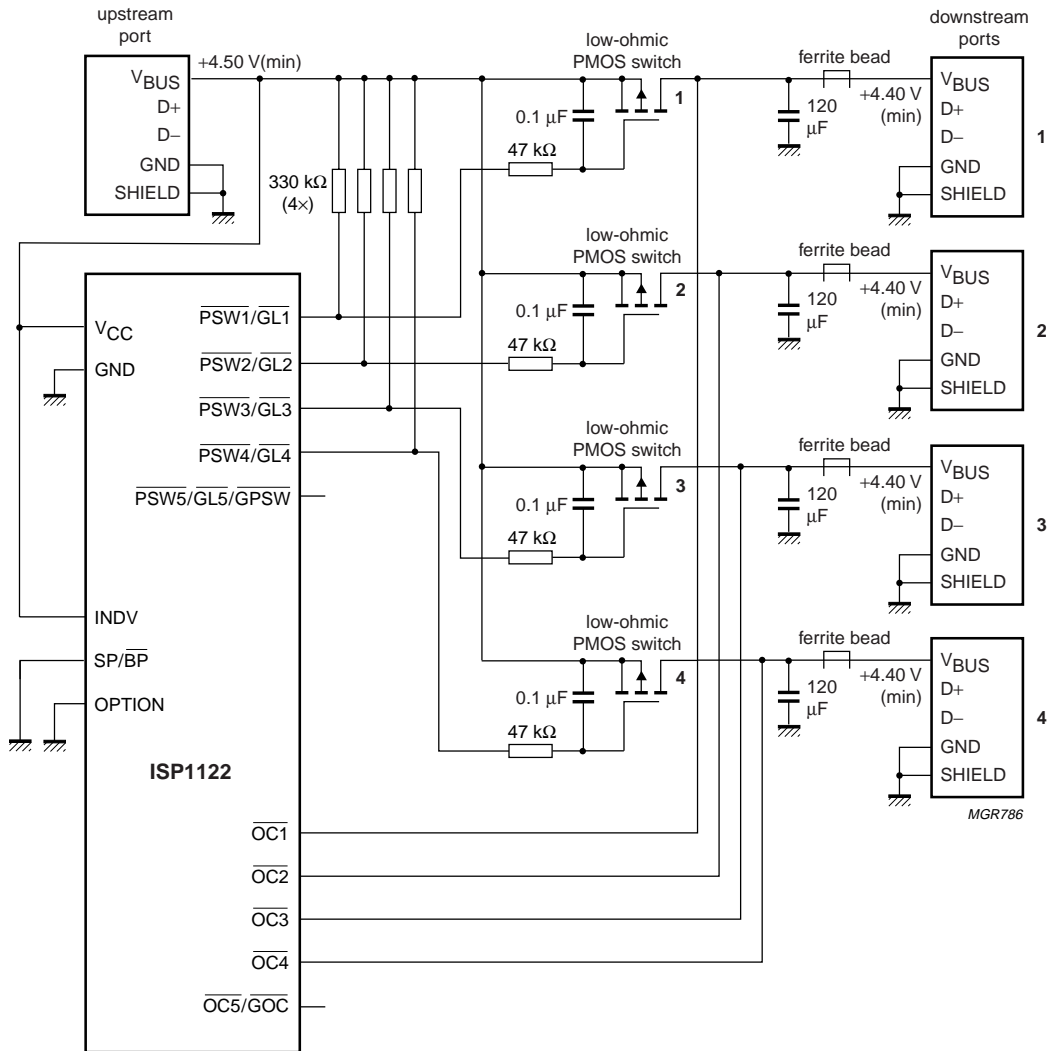 upstream
port
+4.50 V(min)
VBUS
D+
D−
GND
SHIELD
330 kΩ
(4×)
low-ohmic
PMOS switch
1
0.1 µF
47 kΩ
ferrite bead
120
µF
+4.40 V
(min)
downstream
ports
VBUS
D+
D−
GND
SHIELD
1
low-ohmic
PMOS switch
2
0.1 µF
47 kΩ
ferrite bead
120
µF
+4.40 V
(min)
VBUS
D+
D−
GND
SHIELD
2
low-ohmic
PMOS switch
3
0.1 µF
47 kΩ
ferrite bead
120
µF
+4.40 V
(min)
VBUS
D+
D−
GND
SHIELD
3
low-ohmic
PMOS switch
4
0.1 µF
47 kΩ
ferrite bead
120
µF
+4.40 V
(min)
VBUS
D+
D−
GND
SHIELD
4
MGR786
VCC
GND
INDV
SP/BP
OPTION
ISP1122
PSW1/GL1
PSW2/GL2
PSW3/GL3
PSW4/GL4
PSW5/GL5/GPSW
OC1
OC2
OC3
OC4
OC5/GOC